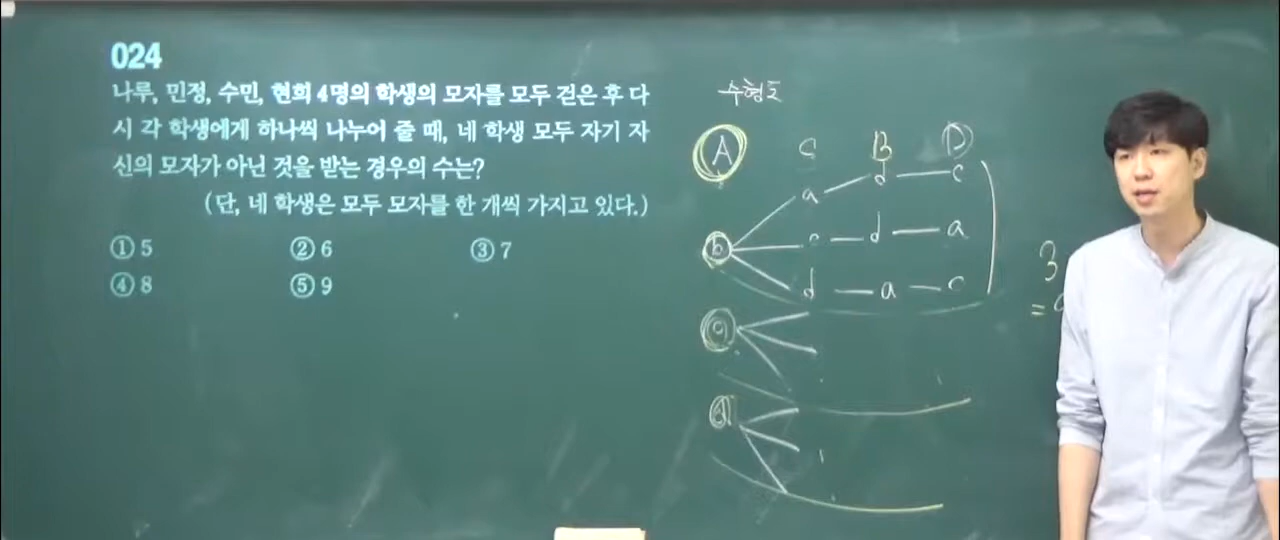 024
나루, 민정, 수민, 현희 4명의 학생의 모자를 모두 걷은 후 다
시 각 학생에게 하나씩 나누어 줄 때, 네 학생 모두 자기 자
신의 모자가 아닌 것을 받는 경우의 수는?
(단, 네 학생은 모두 모자를 한 개씩 가지고 있다.)
① 5 ② 6 ③ 7
④ 8 ⑤ 9
수형도
A C B D
a d c
b c d a
d a c
d
3
=